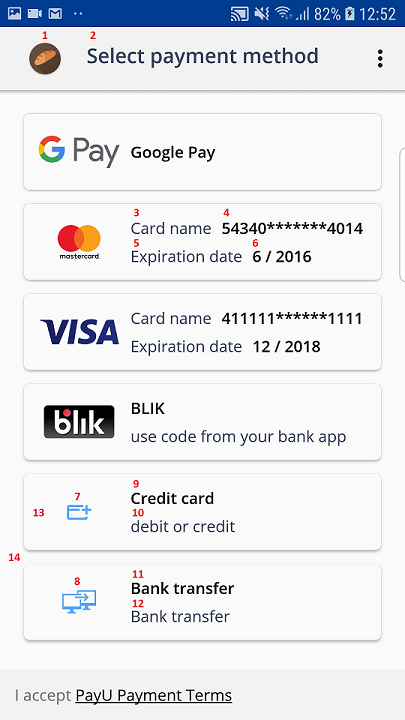 82% 12:52
1 2
Select payment method
G Pay Google Pay
3 4
Card name 54340*******4014
mastercard.
5 6
Expiration date 6 / 2016
VISA
Card name 411111******1111
Expiration date 12 / 2018
blik
BLIK
use code from your bank app
7 9
Credit card
13 10
debit or credit
14
8 11
Bank transfer
12
Bank transfer
I accept PayU Payment Terms